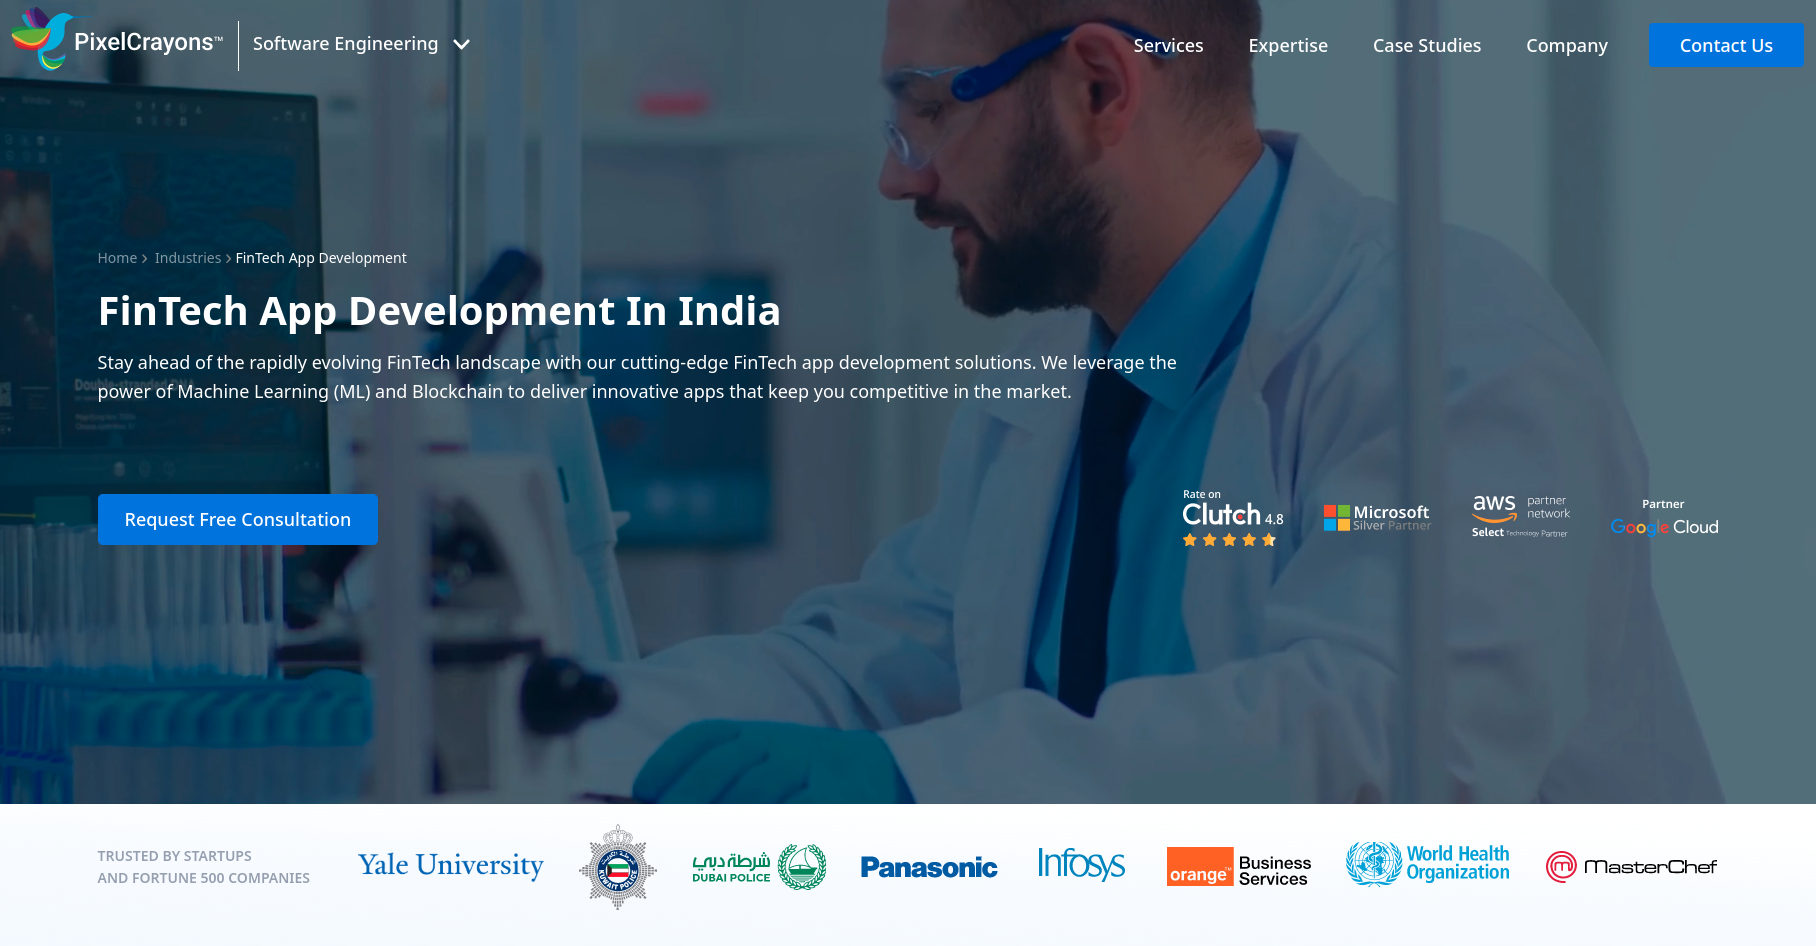 PixelCrayons™
Software Engineering
Services
Expertise
Case Studies
Company
Contact Us
Home
Industries
FinTech App Development
FinTech App Development In India
Stay ahead of the rapidly evolving FinTech landscape with our cutting-edge FinTech app development solutions. We leverage the
power of Machine Learning (ML) and Blockchain to deliver innovative apps that keep you competitive in the market.
Request Free Consultation
Rate on
Clutch 4.8
Microsoft
Silver Partner
aws partner
network
Select Technology Partner
Partner
Google Cloud
TRUSTED BY STARTUPS
AND FORTUNE 500 COMPANIES
Yale University
KUWAIT POLICE
شرطة دبي
DUBAI POLICE
Panasonic
Infosys
orange™
Business
Services
World Health
Organization
MasterChef